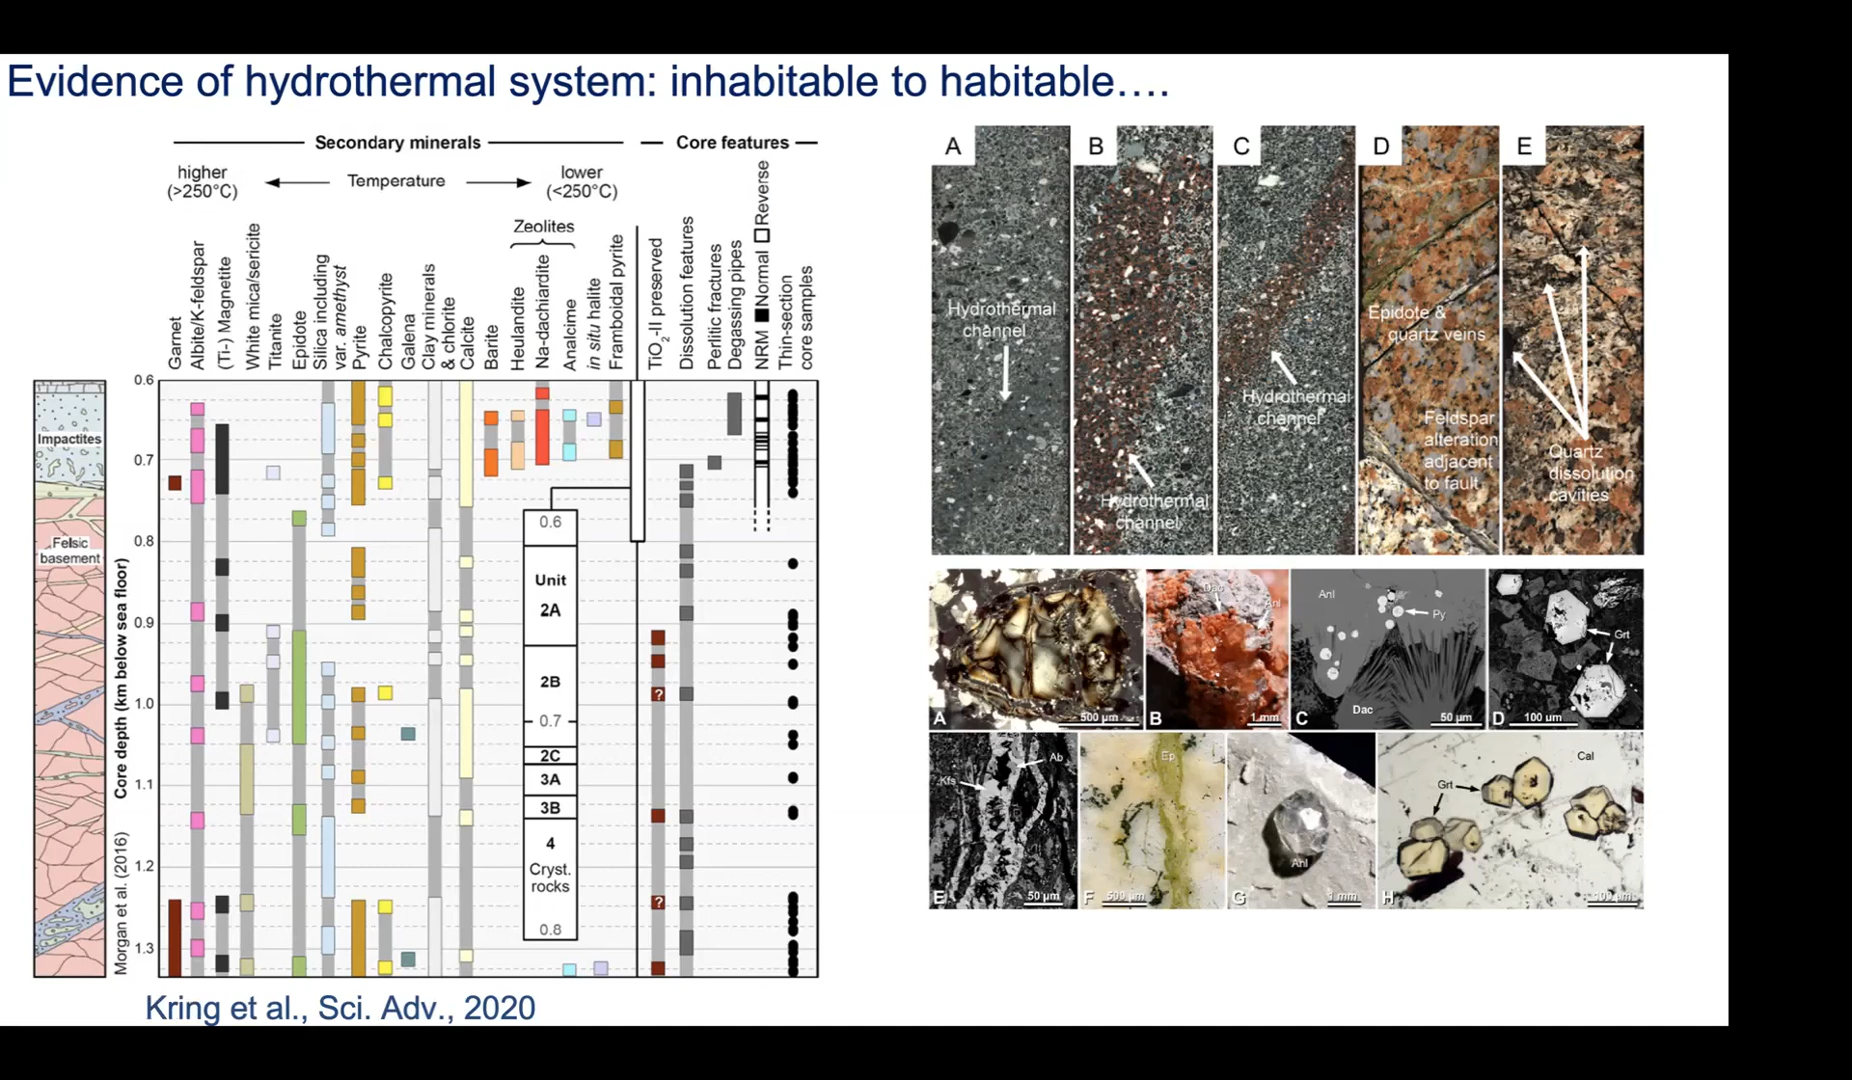 Evidence of hydrothermal system: inhabitable to habitable….
Secondary minerals
Core features
higher
(>250°C)
Temperature
lower
(<250°C)
Zeolites
Garnet
Albite/K-feldspar
(Ti-) Magnetite
White mica/sericite
Titanite
Epidote
Silica including
var. amethyst
Pyrite
Chalcopyrite
Galena
Clay minerals
& chlorite
Calcite
Barite
Heulandite
Na-dachiardite
Analcime
in situ halite
Framboidal pyrite
TiO2-II preserved
Dissolution features
Perlitic fractures
Degassing pipes
NRM ■ Normal □ Reverse
Thin-section
core samples
Impactites
Felsic
basement
Core depth (km below sea floor)
Morgan et al. (2016)
0.6
0.7
0.8
0.9
1.0
1.1
1.2
1.3
0.6
Unit
2A
2B
0.7
2C
3A
3B
4
Cryst.
rocks
0.8
?
?
Kring et al., Sci. Adv., 2020
A
B
C
D
E
Hydrothermal
channel
Hydrothermal
channel
Hydrothermal
channel
Epidote &
quartz veins
Feldspar
alteration
adjacent
to fault
Quartz
dissolution
cavities
A
500 µm
Dac
Anl
B
1 mm
Anl
Py
Dac
C
50 µm
Grt
D
100 um
Kfs
Ab
E
50 µm
Ep
F
500 µm
Anl
G
1 mm
Grt
Cal
H